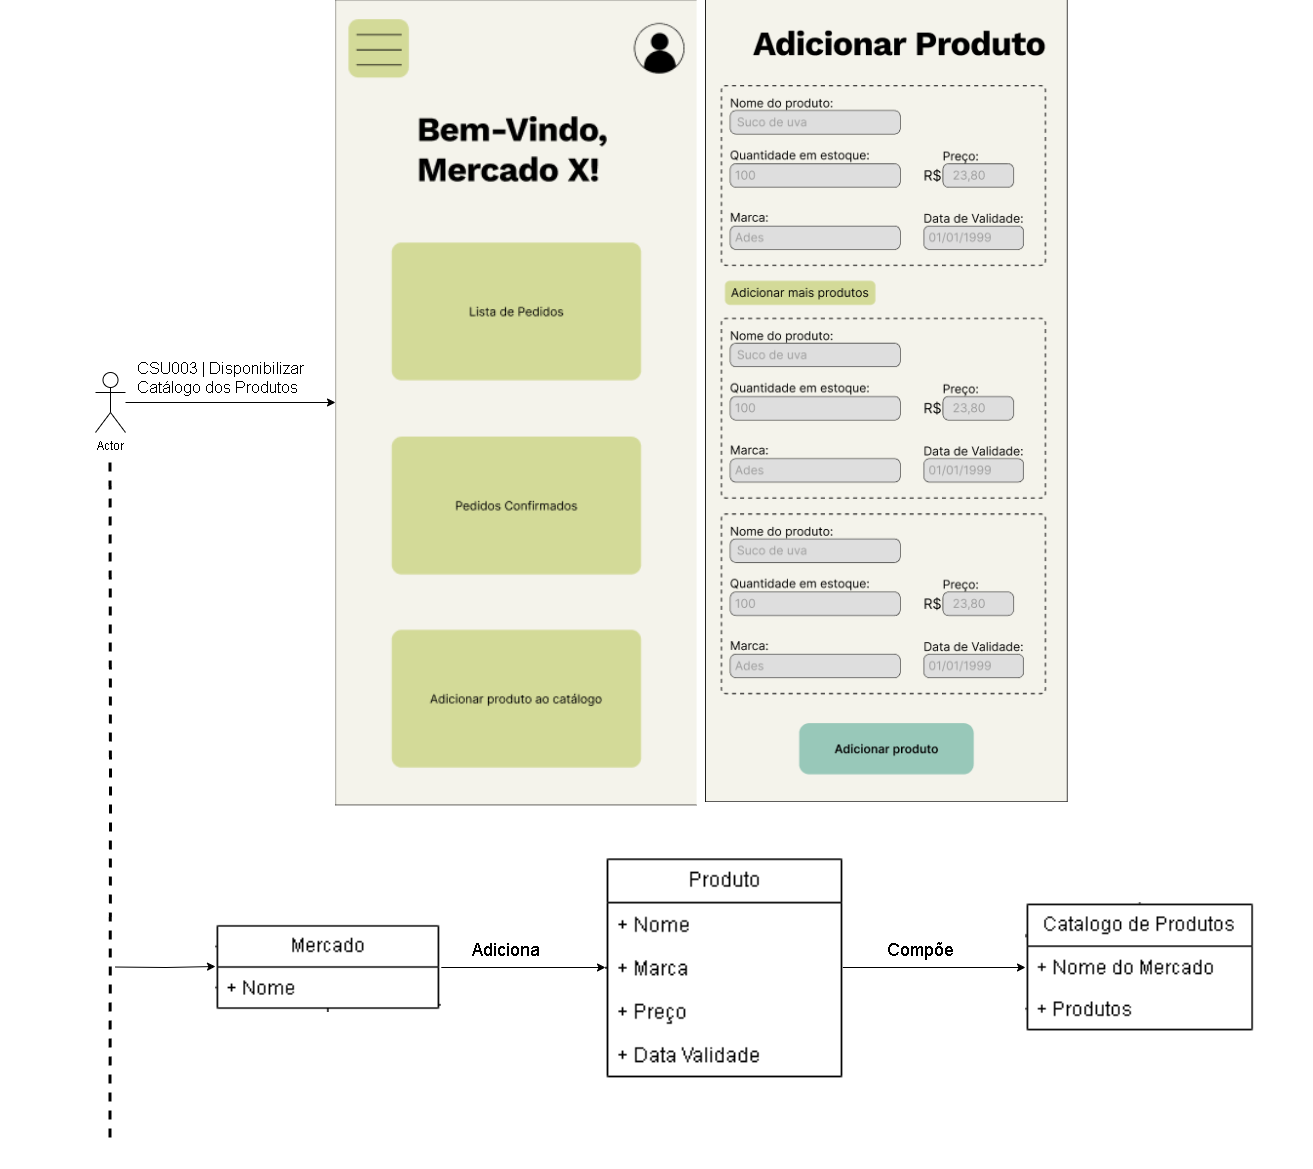 CSU003 | Disponibilizar
Catálogo dos Produtos
Actor
Bem-Vindo,
Mercado X!
Lista de Pedidos
Pedidos Confirmados
Adicionar produto ao catálogo
Adicionar Produto
Nome do produto:
Suco de uva
Quantidade em estoque:
Preço:
100
R$ 23,80
Marca:
Data de Validade:
Ades
01/01/1999
Adicionar mais produtos
Nome do produto:
Suco de uva
Quantidade em estoque:
Preço:
100
R$ 23,80
Marca:
Data de Validade:
Ades
01/01/1999
Nome do produto:
Suco de uva
Quantidade em estoque:
Preço:
100
R$ 23,80
Marca:
Data de Validade:
Ades
01/01/1999
Adicionar produto
Mercado
+ Nome
Adiciona
Produto
+ Nome
+ Marca
+ Preço
+ Data Validade
Compõe
Catalogo de Produtos
+ Nome do Mercado
+ Produtos